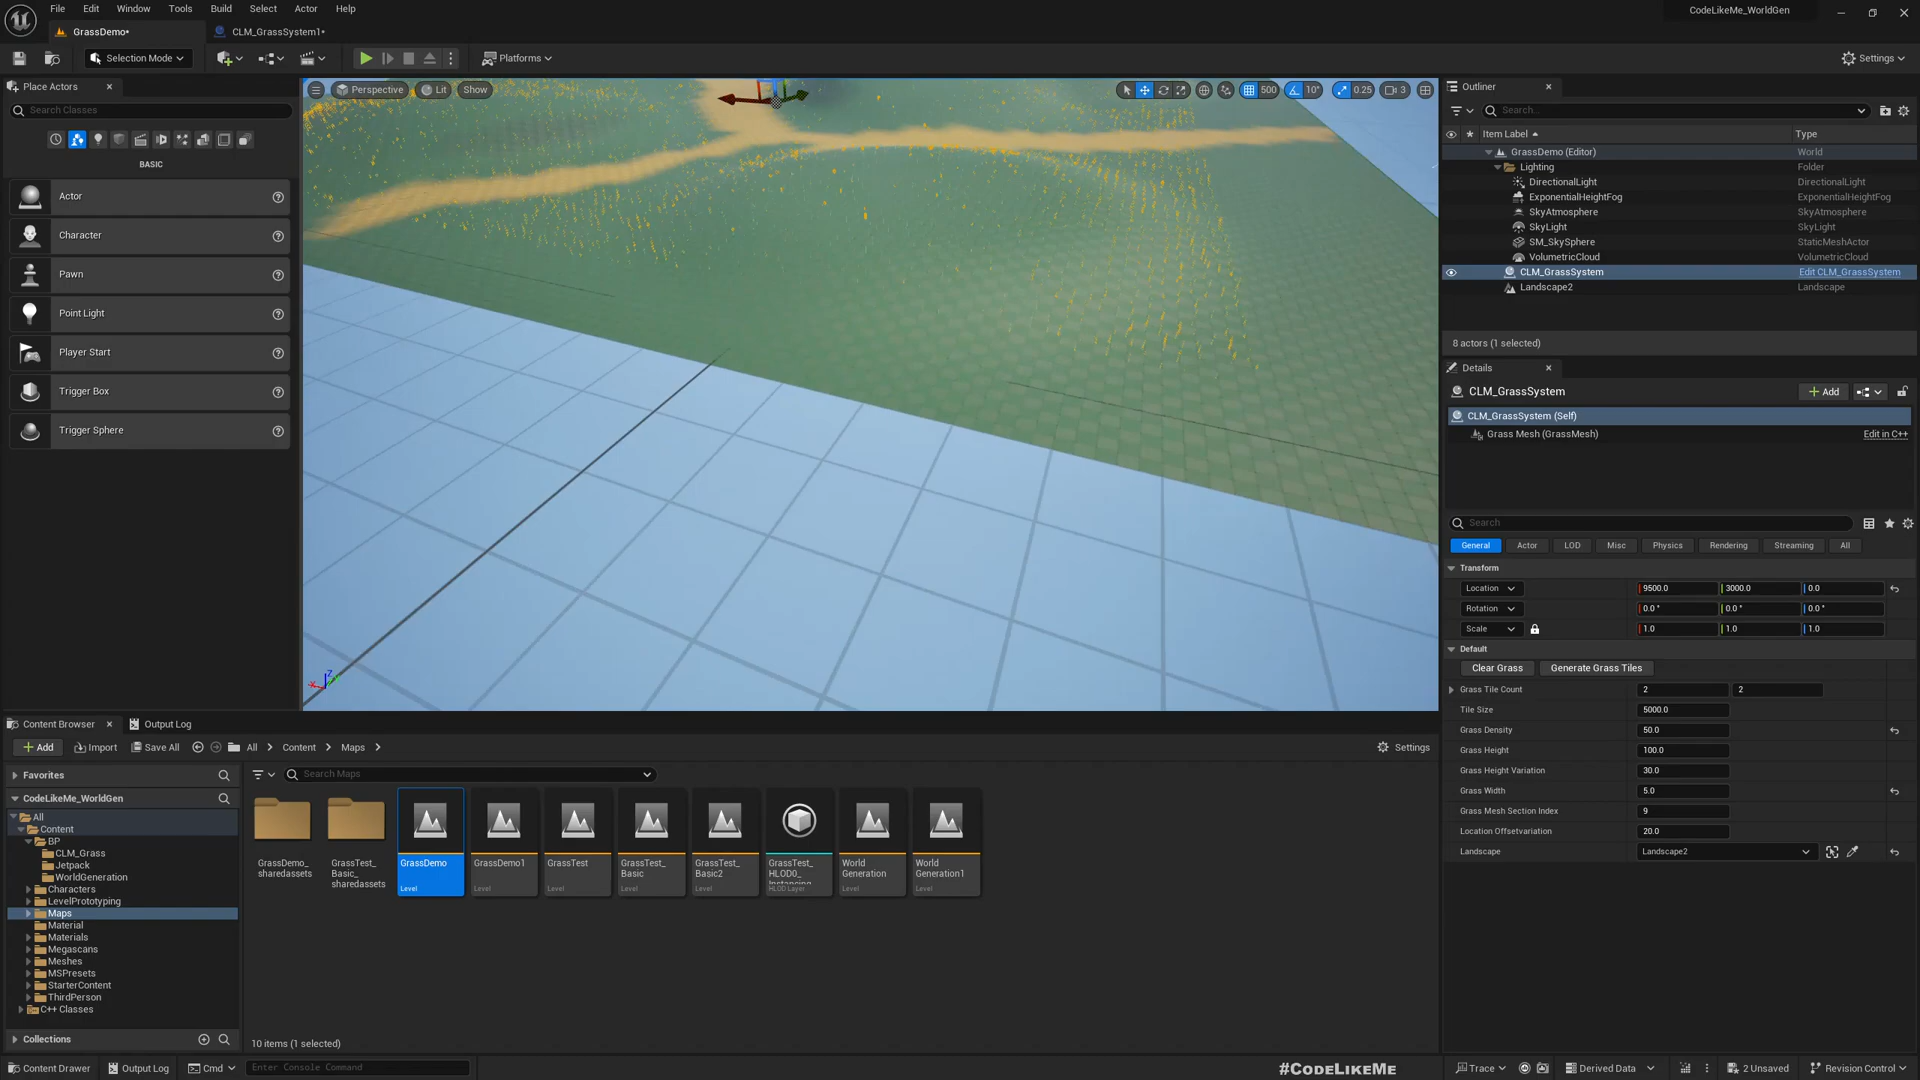 File Edit Window Tools Build Select Actor Help
CodeLikeMe_WorldGen
GrassDemo•
CLM_GrassSystem1•
Selection Mode
Platforms
Settings
Place Actors
Search Classes
BASIC
Actor
Character
Pawn
Point Light
Player Start
Trigger Box
Trigger Sphere
Perspective Lit Show
500 10° 0.25 3
Outliner
Search...
Item Label Type
GrassDemo (Editor) World
Lighting Folder
DirectionalLight DirectionalLight
ExponentialHeightFog ExponentialHeightFog
SkyAtmosphere SkyAtmosphere
SkyLight SkyLight
SM_SkySphere StaticMeshActor
VolumetricCloud VolumetricCloud
CLM_GrassSystem Edit CLM_GrassSystem
Landscape2 Landscape
8 actors (1 selected)
Details
CLM_GrassSystem
Add
CLM_GrassSystem (Self)
Grass Mesh (GrassMesh) Edit in C++
Search
General Actor LOD Misc Physics Rendering Streaming All
Transform
Location 9500.0 3000.0 0.0
Rotation 0.0° 0.0° 0.0°
Scale 1.0 1.0 1.0
Default
Clear Grass Generate Grass Tiles
Grass Tile Count 2 2
Tile Size 5000.0
Grass Density 50.0
Grass Height 100.0
Grass Height Variation 30.0
Grass Width 5.0
Grass Mesh Section Index 9
Location Offsetvariation 20.0
Landscape Landscape2
X Z
Content Browser
Output Log
Add Import Save All All Content Maps Settings
Favorites
CodeLikeMe_WorldGen
All
Content
BP
CLM_Grass
Jetpack
WorldGeneration
Characters
LevelPrototyping
Maps
Material
Materials
Megascans
Meshes
MSPresets
StarterContent
ThirdPerson
C++ Classes
Collections
Search Maps
GrassDemo_
sharedassets
GrassTest_
Basic_
sharedassets
GrassDemo
Level
GrassDemo1
Level
GrassTest
Level
GrassTest_
Basic
Level
GrassTest_
Basic2
Level
GrassTest_
HLOD0_
Instancing
HLOD Layer
World
Generation
Level
World
Generation1
Level
10 items (1 selected)
Content Drawer Output Log Cmd Enter Console Command
#CodeLikeMe
Trace Derived Data 2 Unsaved Revision Control